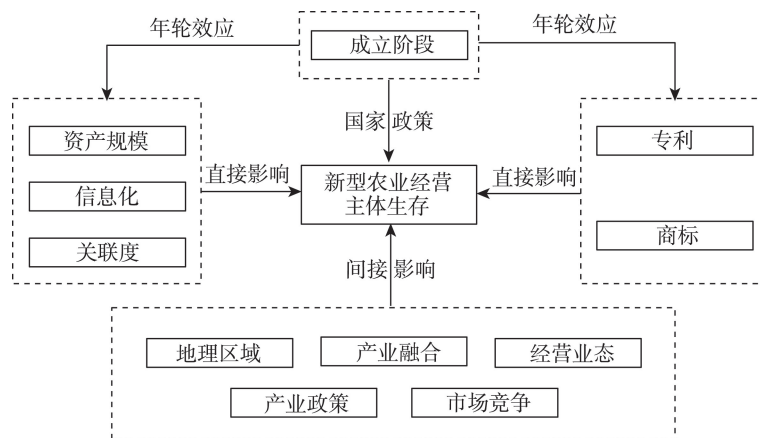 年轮效应
成立阶段
年轮效应
国家政策
资产规模
专利
直接影响
新型农业经营
主体生存
直接影响
信息化
关联度
商标
间接影响
地理区域
产业融合
经营业态
产业政策
市场竞争